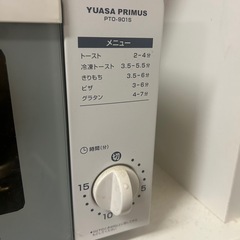 YUASA PRIMUS
PTO-901S
メニュー
トースト 2~4分
冷凍トースト 3.5~5.5分
きりもち 3.5~6分
ピザ 3~6分
グラタン 4~7分
時間(分)
切
15 5
10